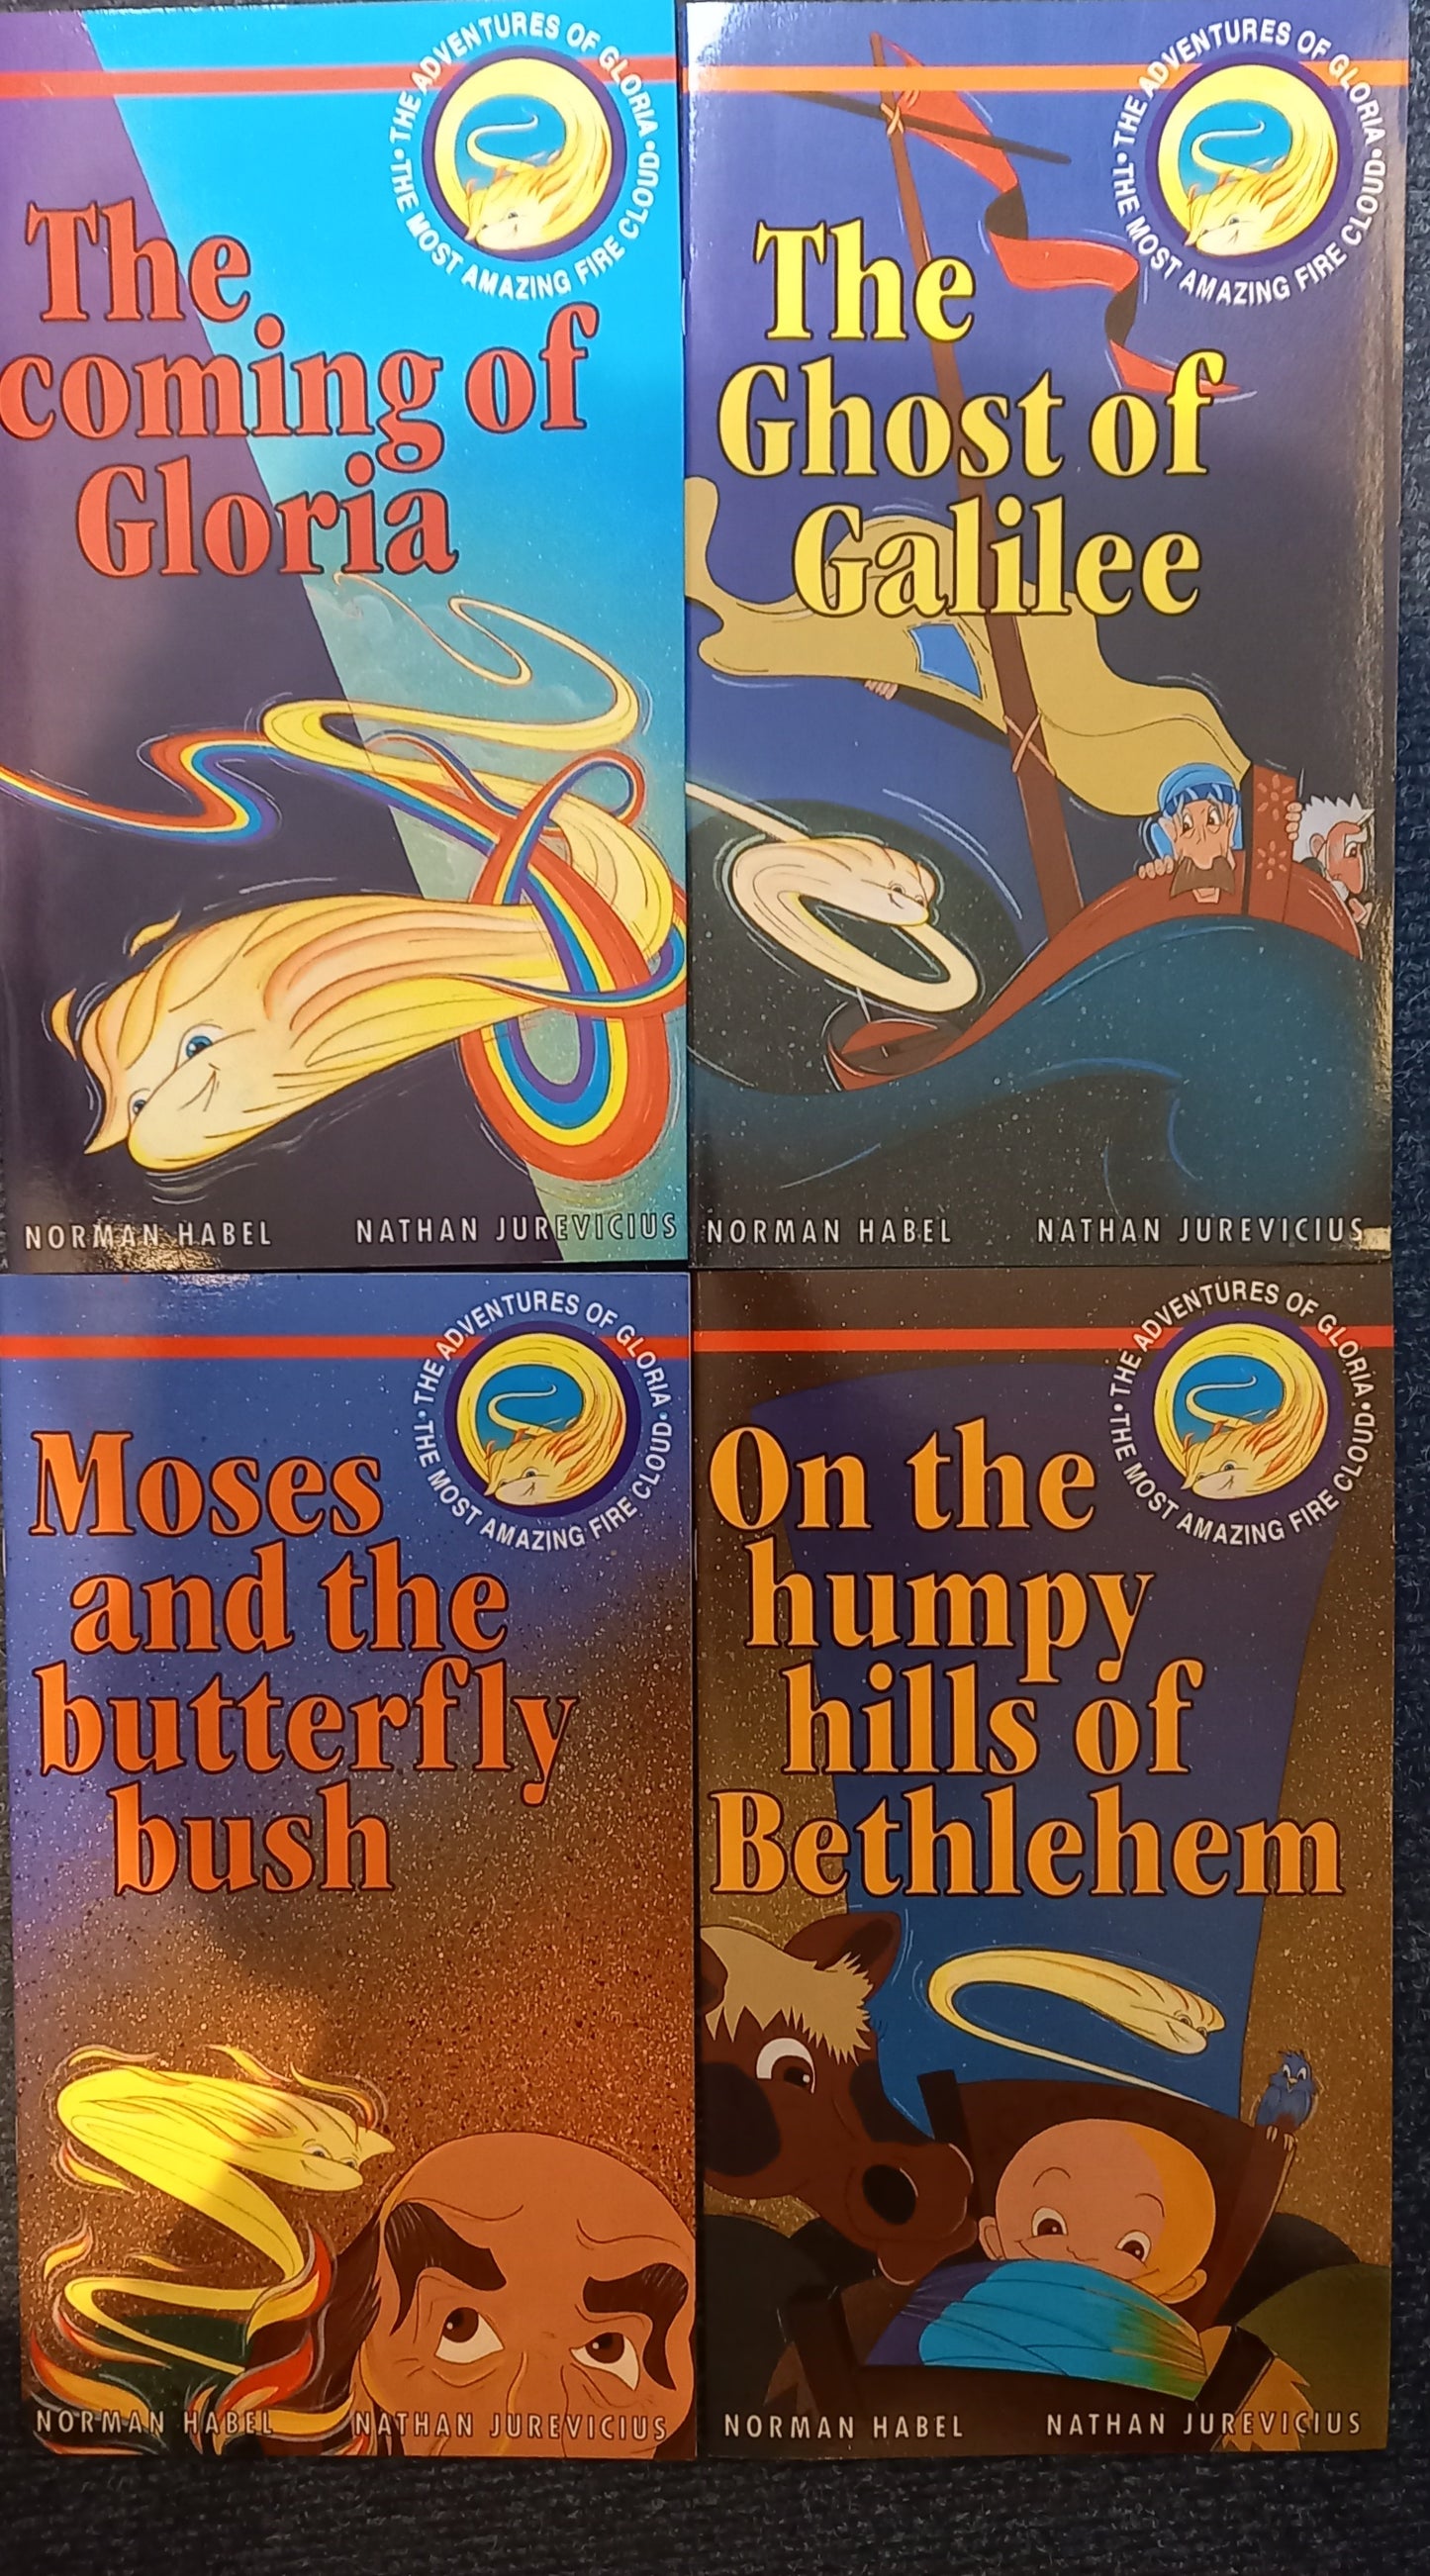 THE ADVENTURES OF GLORIA • THE MOST AMAZING FIRE CLOUD •
The
coming of
Gloria
NORMAN HABEL NATHAN JUREVICIUS
THE ADVENTURES OF GLORIA • THE MOST AMAZING FIRE CLOUD •
The
Ghost of
Galilee
NORMAN HABEL NATHAN JUREVICIUS
THE ADVENTURES OF GLORIA • THE MOST AMAZING FIRE CLOUD •
Moses
and the
butterfly
bush
NORMAN HABEL NATHAN JUREVICIUS
THE ADVENTURES OF GLORIA • THE MOST AMAZING FIRE CLOUD •
On the
humpy
hills of
Bethlehem
NORMAN HABEL NATHAN JUREVICIUS